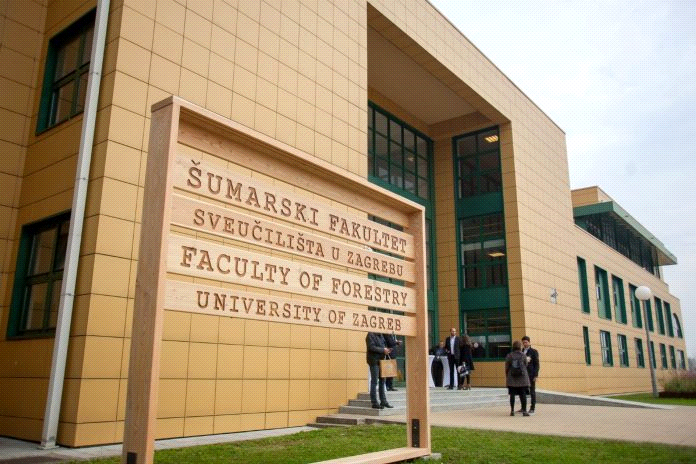 ŠUMARSKI FAKULTET
SVEUČILIŠTA U ZAGREBU
FACULTY OF FORESTRY
UNIVERSITY OF ZAGREB